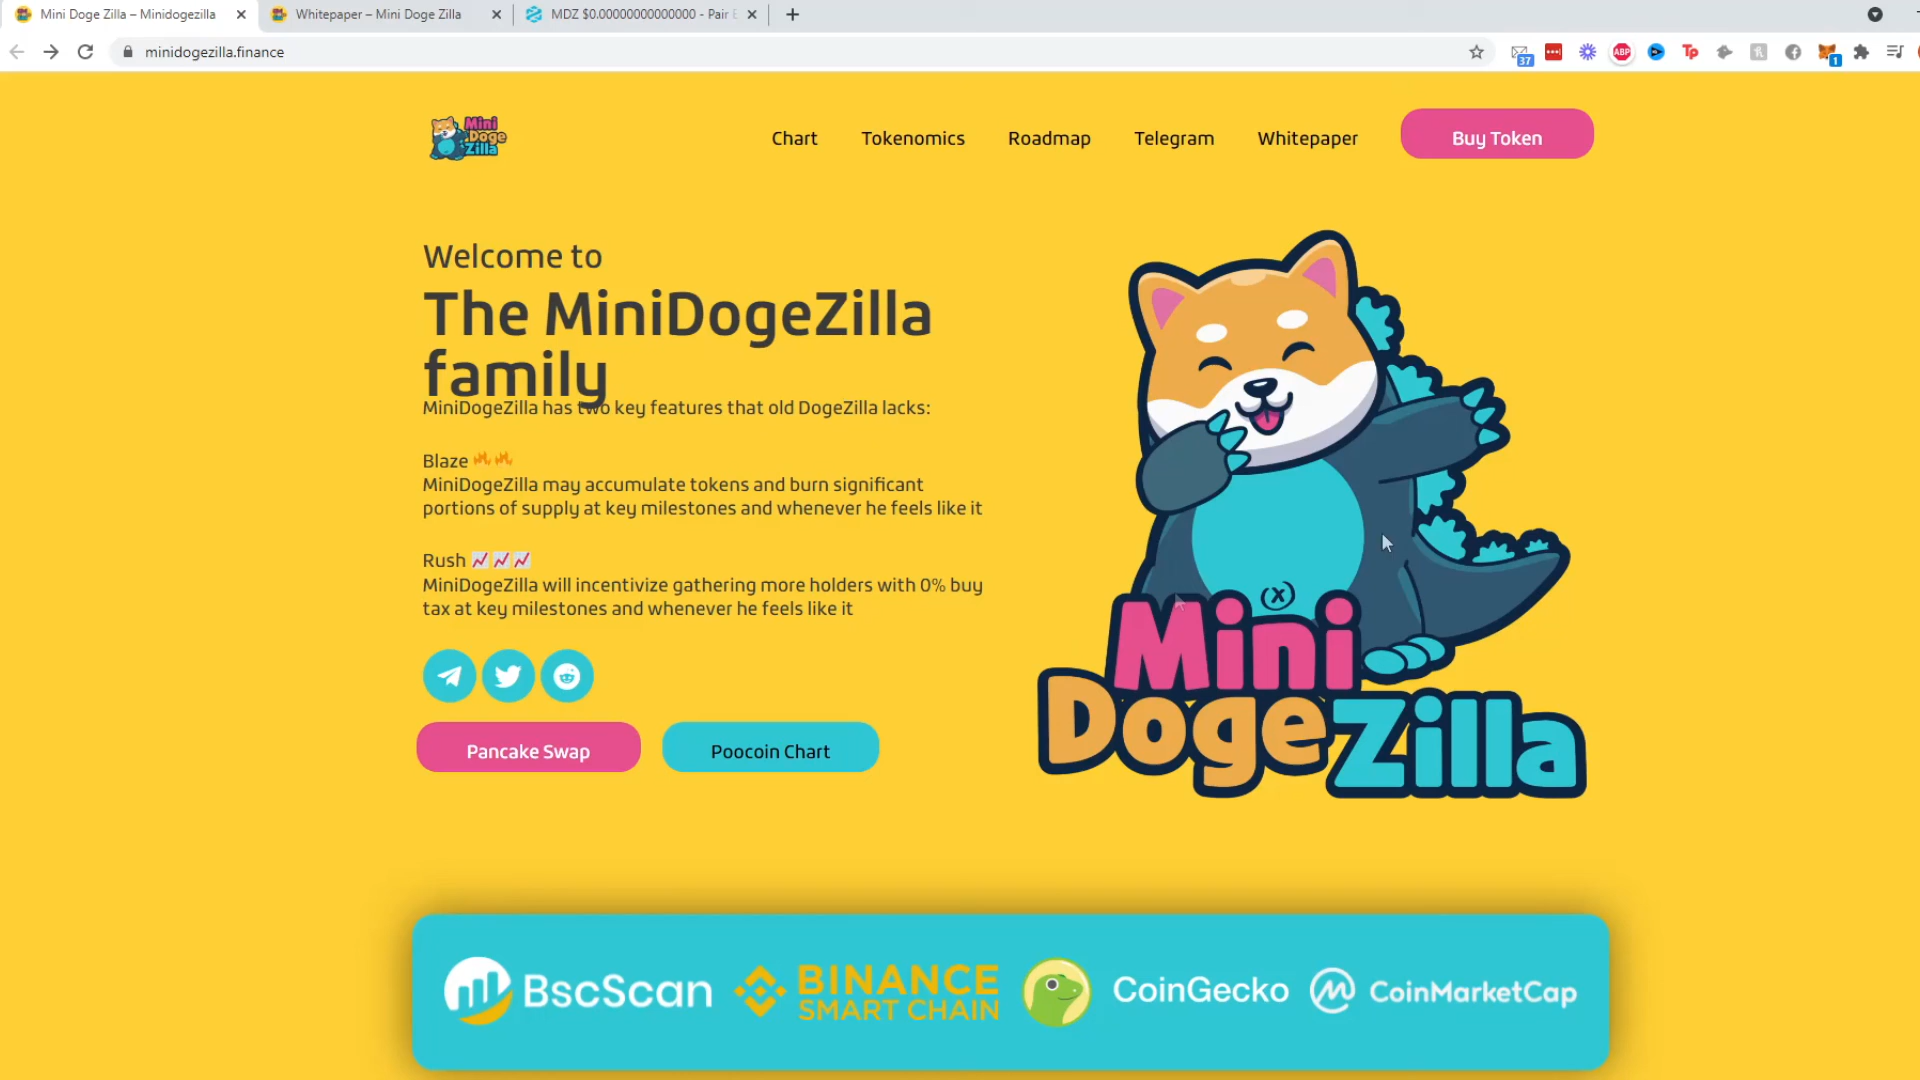 Mini Doge Zilla – Minidogezilla
Whitepaper – Mini Doge Zilla
MDZ $0.00000000000000 - Pair
minidogezilla.finance
37
ABP
Tp
1
Mini
Doge
Zilla
Chart
Tokenomics
Roadmap
Telegram
Whitepaper
Buy Token
Welcome to
The MiniDogeZilla
family
MiniDogeZilla has two key features that old DogeZilla lacks:
Blaze
MiniDogeZilla may accumulate tokens and burn significant
portions of supply at key milestones and whenever he feels like it
Rush
MiniDogeZilla will incentivize gathering more holders with 0% buy
tax at key milestones and whenever he feels like it
Pancake Swap
Poocoin Chart
(x)
Mini
DogeZilla
BscScan
BINANCE
SMART CHAIN
CoinGecko
CoinMarketCap